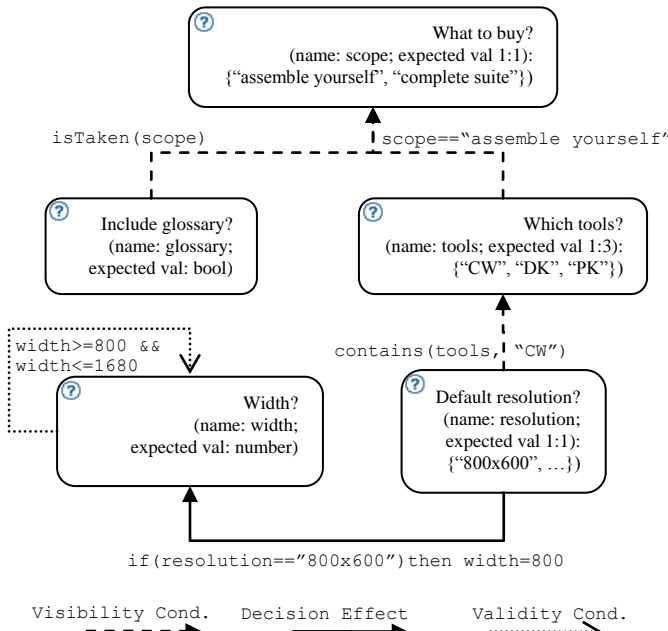 ?
What to buy?
(name: scope; expected val 1:1):
{“assemble yourself”, “complete suite”})
isTaken(scope)
scope==“assemble yourself”
?
Include glossary?
(name: glossary;
expected val: bool)
?
Which tools?
(name: tools; expected val 1:3):
{“CW”, “DK”, “PK”})
width>=800 &&
width<=1680
contains(tools, “CW”)
?
Width?
(name: width;
expected val: number)
?
Default resolution?
(name: resolution;
expected val 1:1):
{“800x600”, …})
if(resolution==”800x600”)then width=800
Visibility Cond.
Decision Effect
Validity Cond.